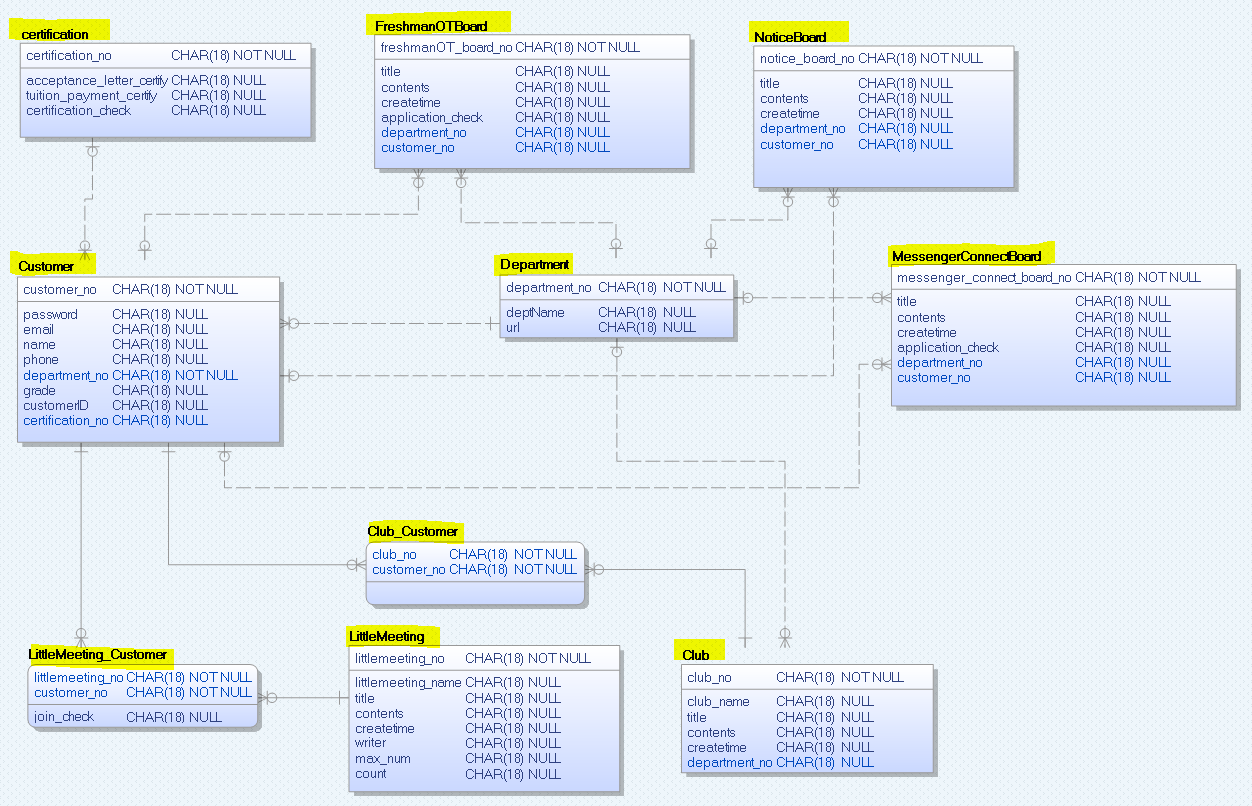 certification
certification_no CHAR(18) NOT NULL
acceptance_letter_certify CHAR(18) NULL
tuition_payment_certify CHAR(18) NULL
certification_check CHAR(18) NULL
FreshmanOTBoard
freshmanOT_board_no CHAR(18) NOT NULL
title CHAR(18) NULL
contents CHAR(18) NULL
createtime CHAR(18) NULL
application_check CHAR(18) NULL
department_no CHAR(18) NULL
customer_no CHAR(18) NULL
NoticeBoard
notice_board_no CHAR(18) NOT NULL
title CHAR(18) NULL
contents CHAR(18) NULL
createtime CHAR(18) NULL
department_no CHAR(18) NULL
customer_no CHAR(18) NULL
Customer
customer_no CHAR(18) NOT NULL
password CHAR(18) NULL
email CHAR(18) NULL
name CHAR(18) NULL
phone CHAR(18) NULL
department_no CHAR(18) NOT NULL
grade CHAR(18) NULL
customerID CHAR(18) NULL
certification_no CHAR(18) NULL
Department
department_no CHAR(18) NOT NULL
deptName CHAR(18) NULL
url CHAR(18) NULL
MessengerConnectBoard
messenger_connect_board_no CHAR(18) NOT NULL
title CHAR(18) NULL
contents CHAR(18) NULL
createtime CHAR(18) NULL
application_check CHAR(18) NULL
department_no CHAR(18) NULL
customer_no CHAR(18) NULL
Club_Customer
club_no CHAR(18) NOT NULL
customer_no CHAR(18) NOT NULL
LittleMeeting_Customer
littlemeeting_no CHAR(18) NOT NULL
customer_no CHAR(18) NOT NULL
join_check CHAR(18) NULL
LittleMeeting
littlemeeting_no CHAR(18) NOT NULL
littlemeeting_name CHAR(18) NULL
title CHAR(18) NULL
contents CHAR(18) NULL
createtime CHAR(18) NULL
writer CHAR(18) NULL
max_num CHAR(18) NULL
count CHAR(18) NULL
Club
club_no CHAR(18) NOT NULL
club_name CHAR(18) NULL
title CHAR(18) NULL
contents CHAR(18) NULL
createtime CHAR(18) NULL
department_no CHAR(18) NULL